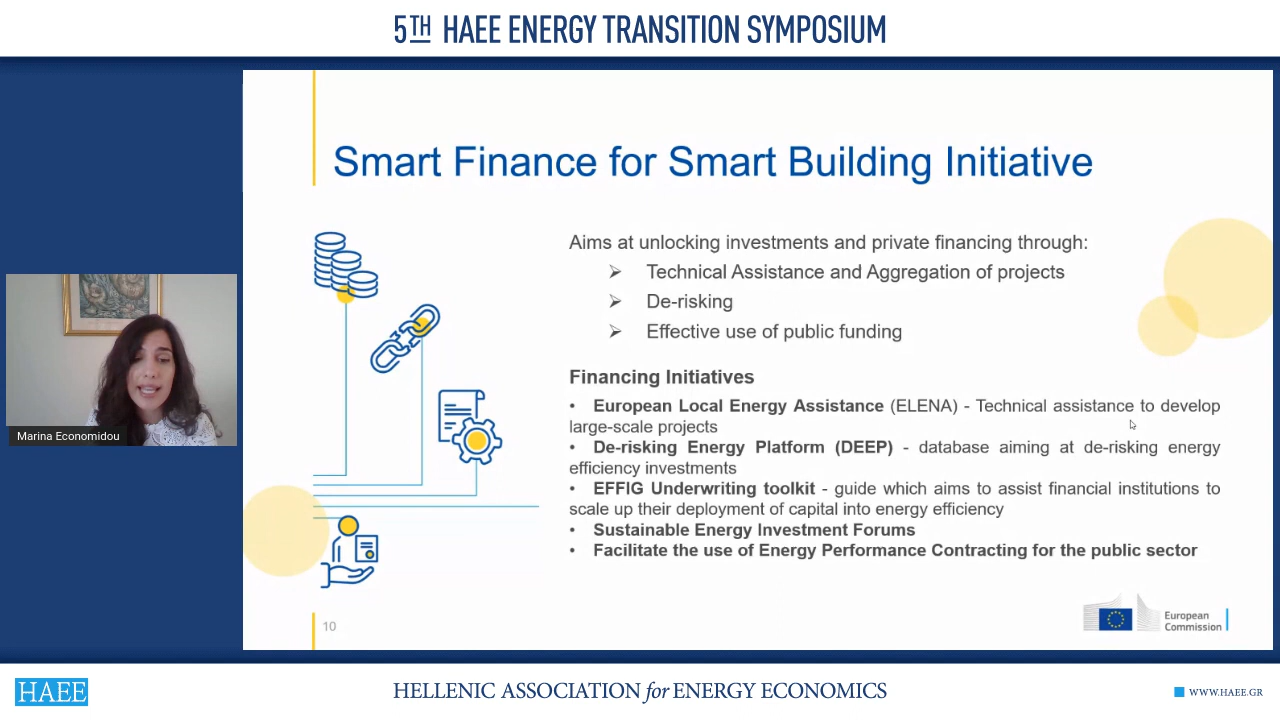 5TH HAEE ENERGY TRANSITION SYMPOSIUM
Smart Finance for Smart Building Initiative
Aims at unlocking investments and private financing through:
➢ Technical Assistance and Aggregation of projects
➢ De-risking
➢ Effective use of public funding
Financing Initiatives
• European Local Energy Assistance (ELENA) - Technical assistance to develop
large-scale projects
• De-risking Energy Platform (DEEP) - database aiming at de-risking energy
efficiency investments
• EFFIG Underwriting toolkit - guide which aims to assist financial institutions to
scale up their deployment of capital into energy efficiency
• Sustainable Energy Investment Forums
• Facilitate the use of Energy Performance Contracting for the public sector
Marina Economidou
10
European
Commission
HAEE
HELLENIC ASSOCIATION for ENERGY ECONOMICS
WWW.HAEE.GR